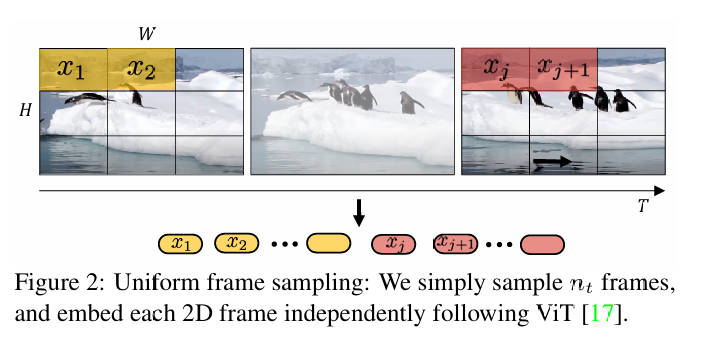 W
x₁ x₂ xⱼ xⱼ₊₁
H
T
x₁ x₂ ••• xⱼ xⱼ₊₁ •••
Figure 2: Uniform frame sampling: We simply sample nₜ frames,
and embed each 2D frame independently following ViT [17].